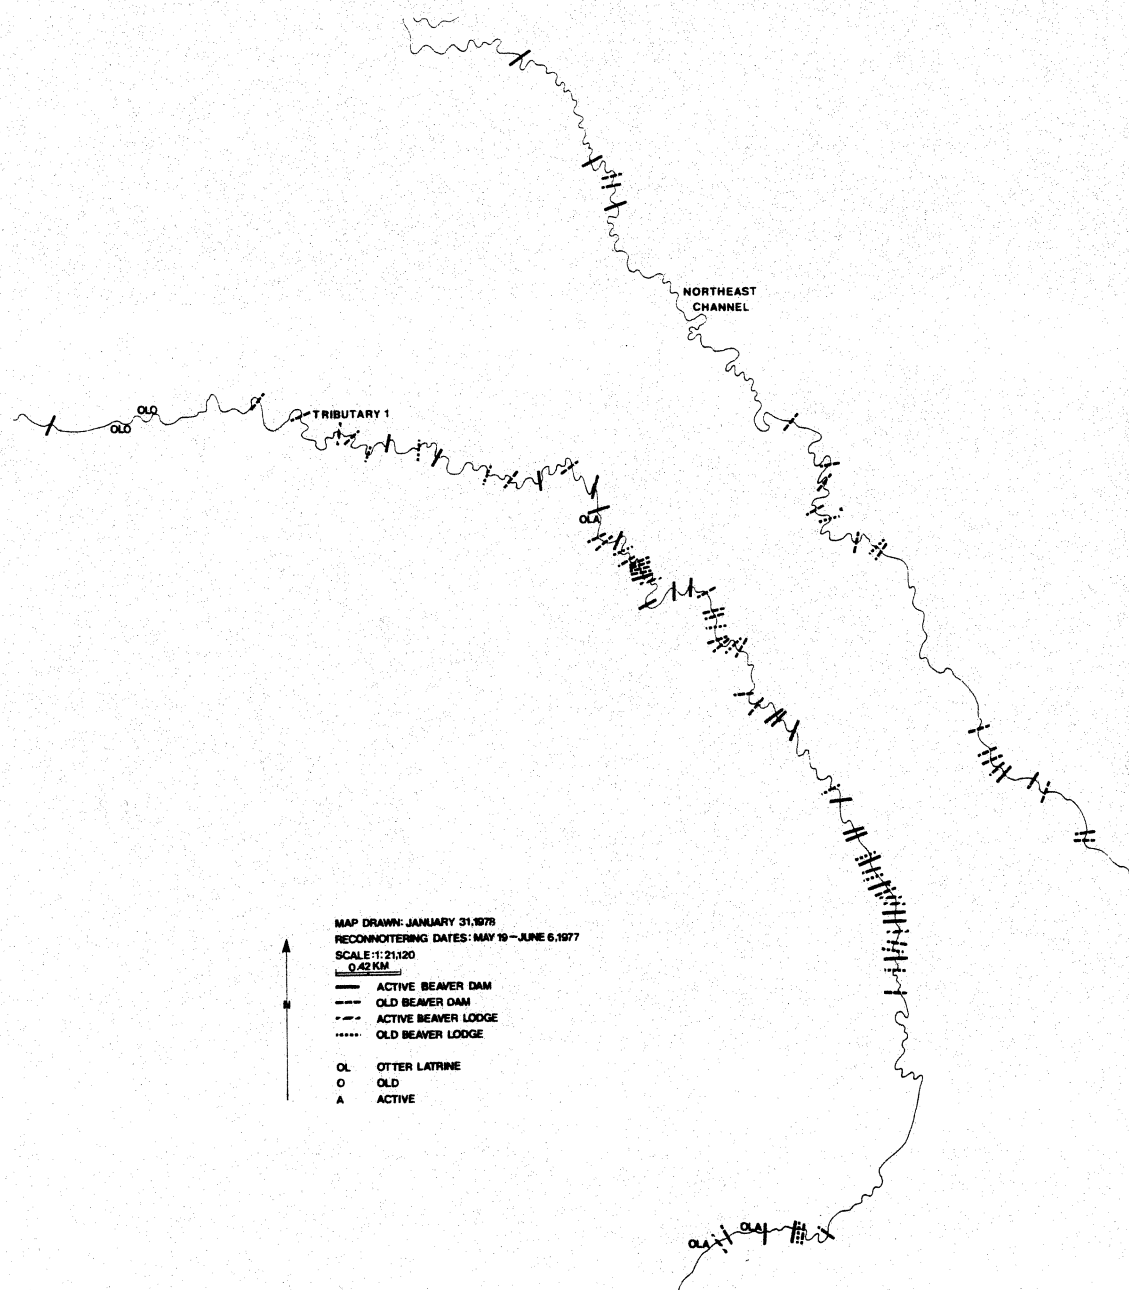 NORTHEAST
CHANNEL
OLO
TRIBUTARY 1
OLO
OLA
MAP DRAWN: JANUARY 31,1978
RECONNOITERING DATES: MAY 19–JUNE 6,1977
SCALE:1:21,120
0.42 KM
N
ACTIVE BEAVER DAM
OLD BEAVER DAM
ACTIVE BEAVER LODGE
OLD BEAVER LODGE
OL OTTER LATRINE
O OLD
A ACTIVE
OLA
OLA